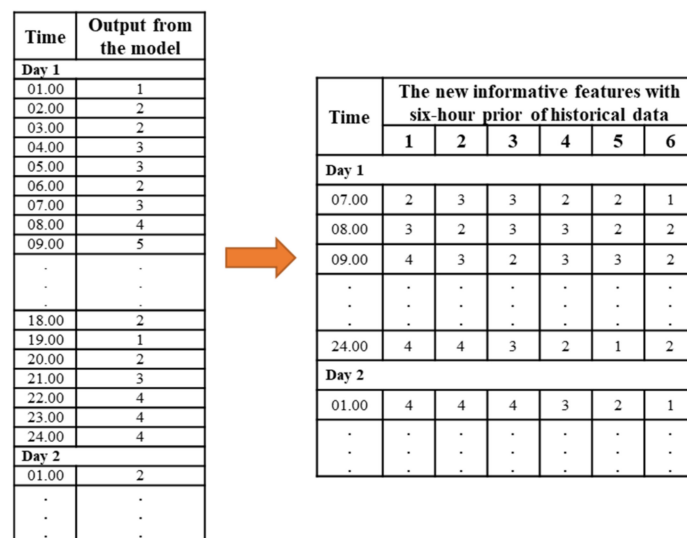 Time Output from the model
Day 1
01.00 1
02.00 2
03.00 2
04.00 3
05.00 3
06.00 2
07.00 3
08.00 4
09.00 5
. .
. .
. .
18.00 2
19.00 1
20.00 2
21.00 3
22.00 4
23.00 4
24.00 4
Day 2
01.00 2
. .
. .
. .
Time The new informative features with
six-hour prior of historical data
1 2 3 4 5 6
Day 1
07.00 2 3 3 2 2 1
08.00 3 2 3 3 2 2
09.00 4 3 2 3 3 2
. . . . . . .
. . . . . . .
. . . . . . .
24.00 4 4 3 2 1 2
Day 2
01.00 4 4 4 3 2 1
. . . . . . .
. . . . . . .
. . . . . . .